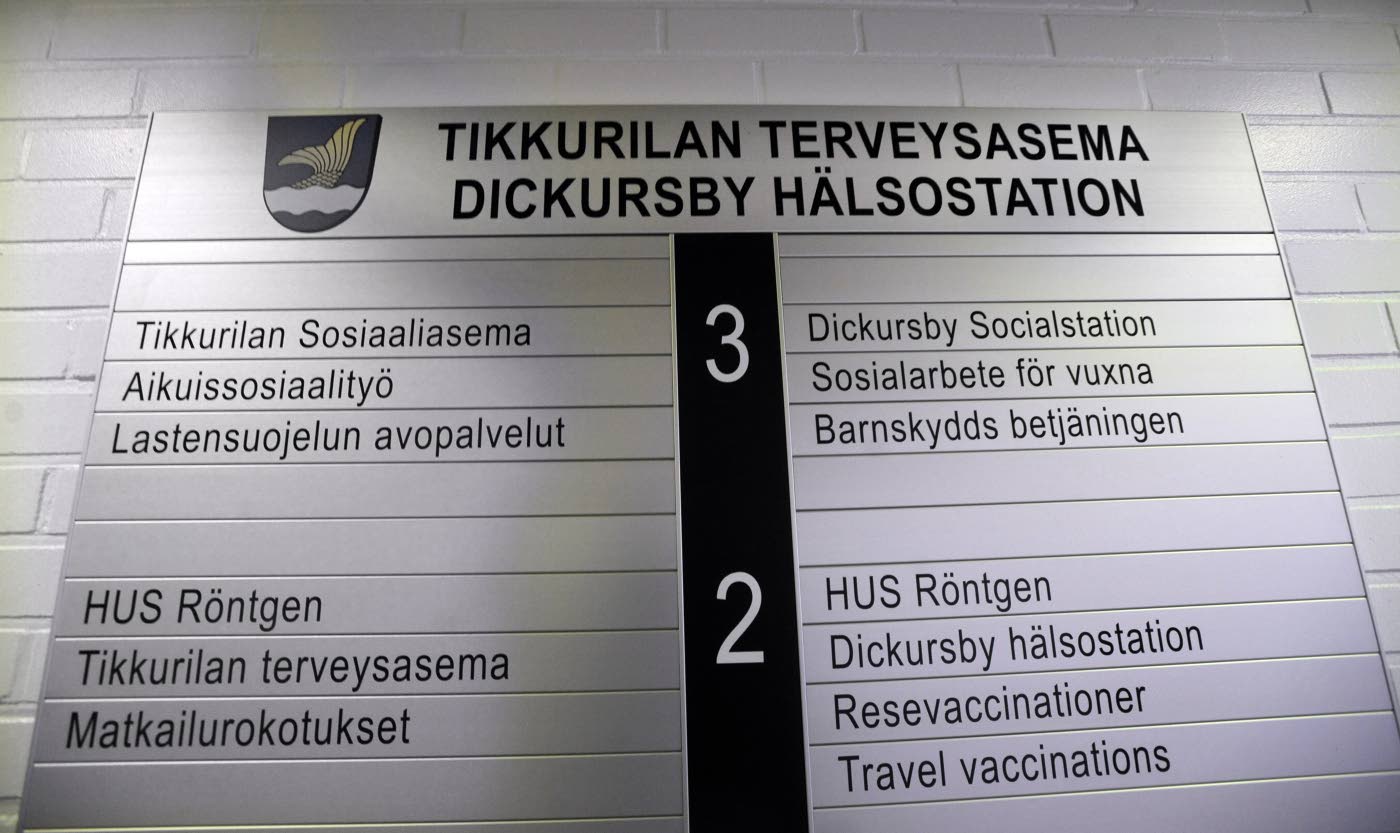 TIKKURILAN TERVEYSASEMA
DICKURSBY HÄLSOSTATION
3
Tikkurilan Sosiaaliasema
Aikuissosiaalityö
Lastensuojelun avopalvelut
Dickursby Socialstation
Sosialarbete för vuxna
Barnskydds betjäningen
2
HUS Röntgen
Tikkurilan terveysasema
Matkailurokotukset
HUS Röntgen
Dickursby hälsostation
Resevaccinationer
Travel vaccinations